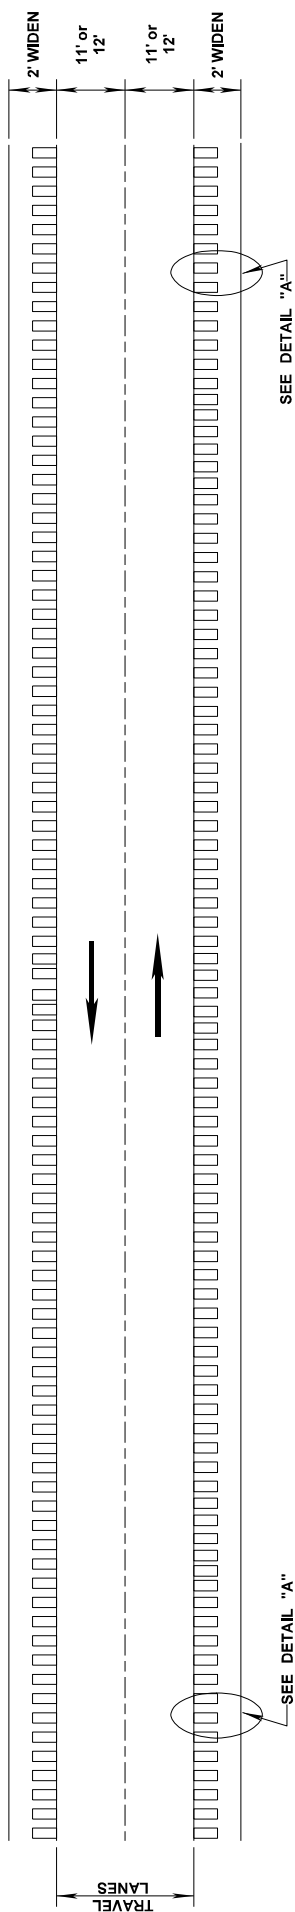 2' WIDEN
11' or
12'
11' or
12'
2' WIDEN
SEE DETAIL "A"
SEE DETAIL "A"
TRAVEL
LANES